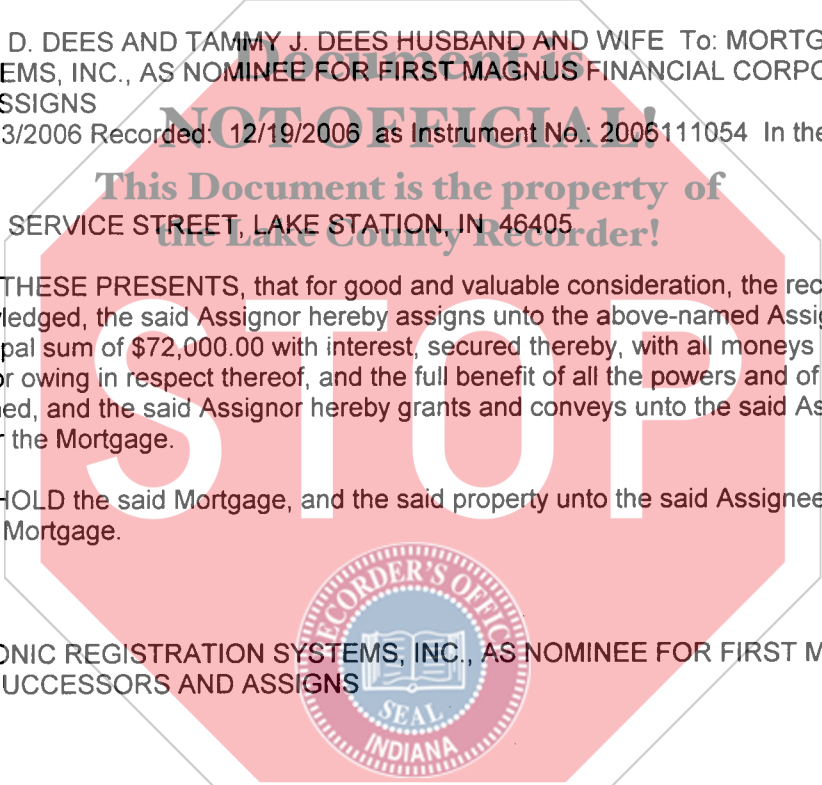 D. DEES AND TAMMY J. DEES HUSBAND AND WIFE To: MORTG
EMS, INC., AS NOMINEE FOR FIRST MAGNUS FINANCIAL CORPO
SSIGNS
3/2006 Recorded: 12/19/2006 as Instrument No.: 2006111054 In the
SERVICE STREET, LAKE STATION, IN 46405
THESE PRESENTS, that for good and valuable consideration, the rec
ledged, the said Assignor hereby assigns unto the above-named Assig
pal sum of $72,000.00 with interest, secured thereby, with all moneys
or owing in respect thereof, and the full benefit of all the powers and of
ned, and the said Assignor hereby grants and conveys unto the said As
r the Mortgage.
HOLD the said Mortgage, and the said property unto the said Assignee
Mortgage.
ONIC REGISTRATION SYSTEMS, INC., AS NOMINEE FOR FIRST M
UCCESSORS AND ASSIGNS
Document is
NOT OFFICIAL!
This Document is the property of
the Lake County Recorder!
STOP
RECORDER'S OFFICE
SEAL
INDIANA